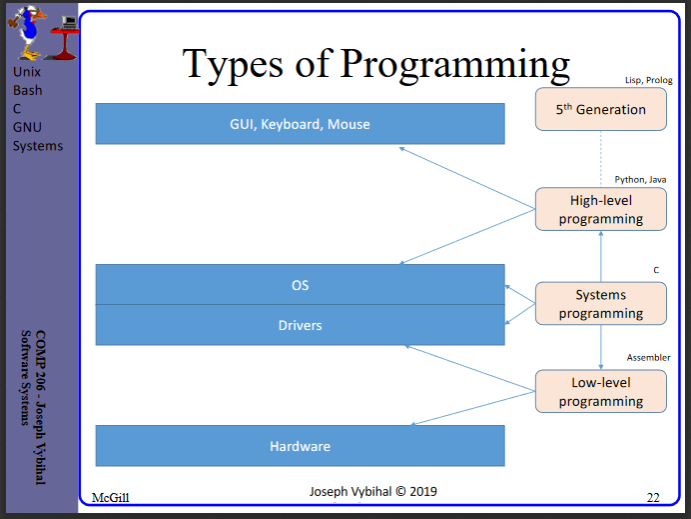 Types of Programming
Unix
Bash
C
GNU
Systems
COMP 206 - Joseph Vybihal
Software Systems
GUI, Keyboard, Mouse
OS
Drivers
Hardware
Lisp, Prolog
5th Generation
Python, Java
High-level
programming
C
Systems
programming
Assembler
Low-level
programming
McGill
Joseph Vybihal © 2019
22